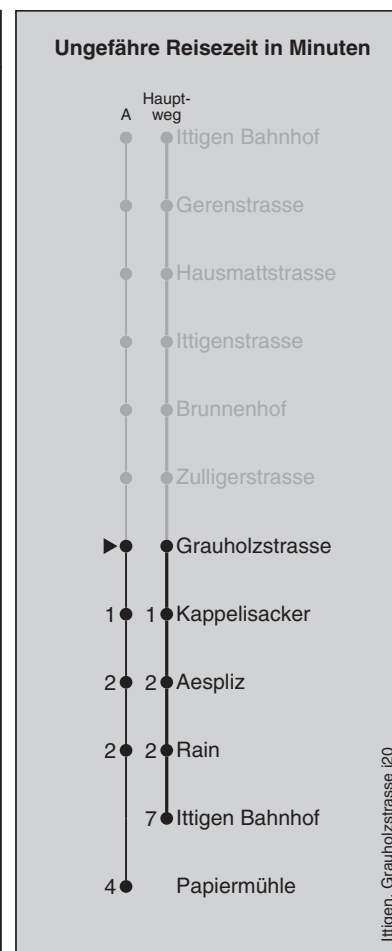 Ungefähre Reisezeit in Minuten
A Haupt-
weg
Ittigen Bahnhof
Gerenstrasse
Hausmattstrasse
Ittigenstrasse
Brunnenhof
Zulligerstrasse
Grauholzstrasse
1 1 Kappelisacker
2 2 Aespliz
2 2 Rain
7 Ittigen Bahnhof
4 Papiermühle
Ittigen, Grauholzstrasse j20